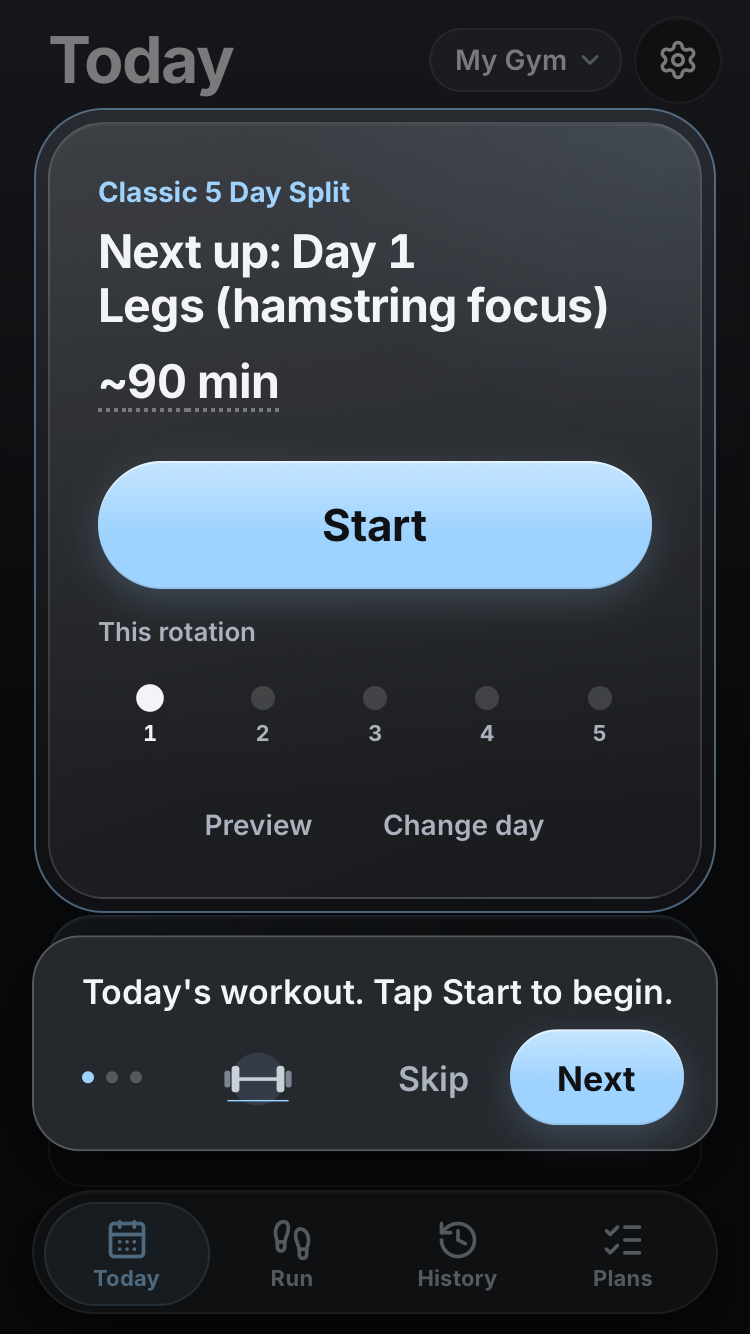 Today
My Gym
Classic 5 Day Split
Next up: Day 1
Legs (hamstring focus)
~90 min
Start
This rotation
1 2 3 4 5
Preview Change day
Today's workout. Tap Start to begin.
Skip Next
Today Run History Plans